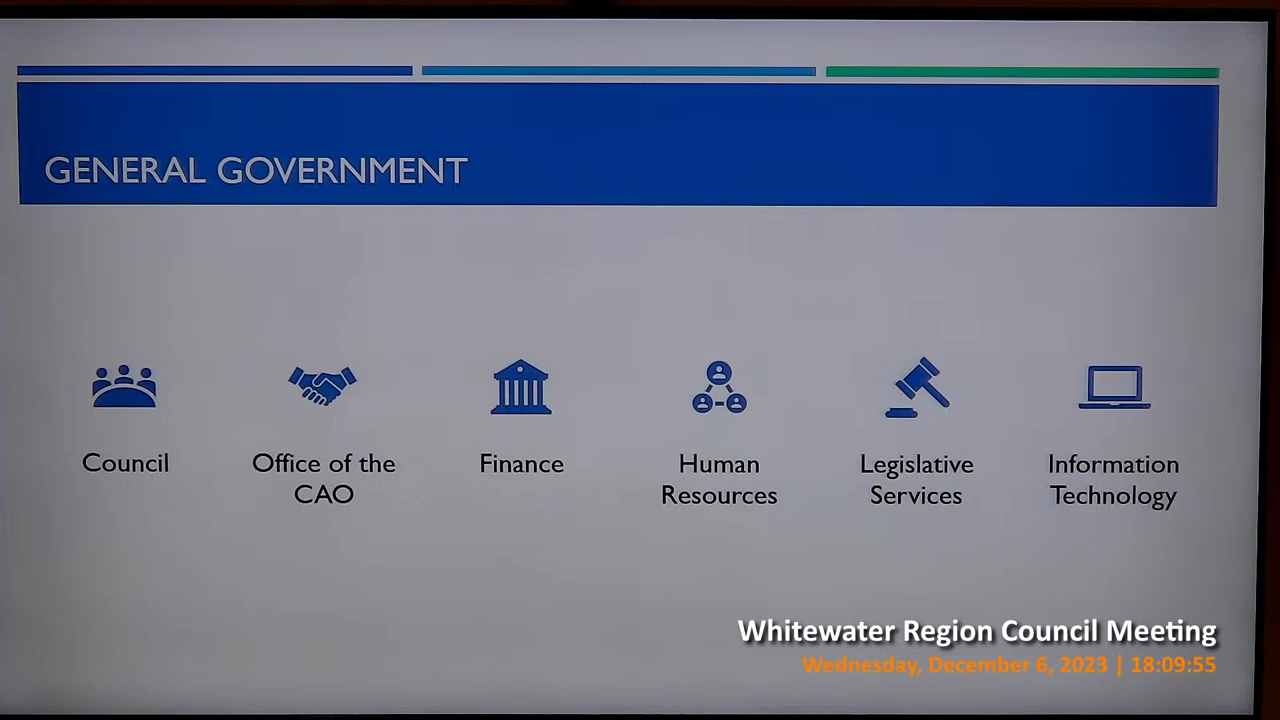 GENERAL GOVERNMENT
Council
Office of the
CAO
Finance
Human
Resources
Legislative
Services
Information
Technology
Whitewater Region Council Meeting
Wednesday, December 6, 2023 | 18:09:55